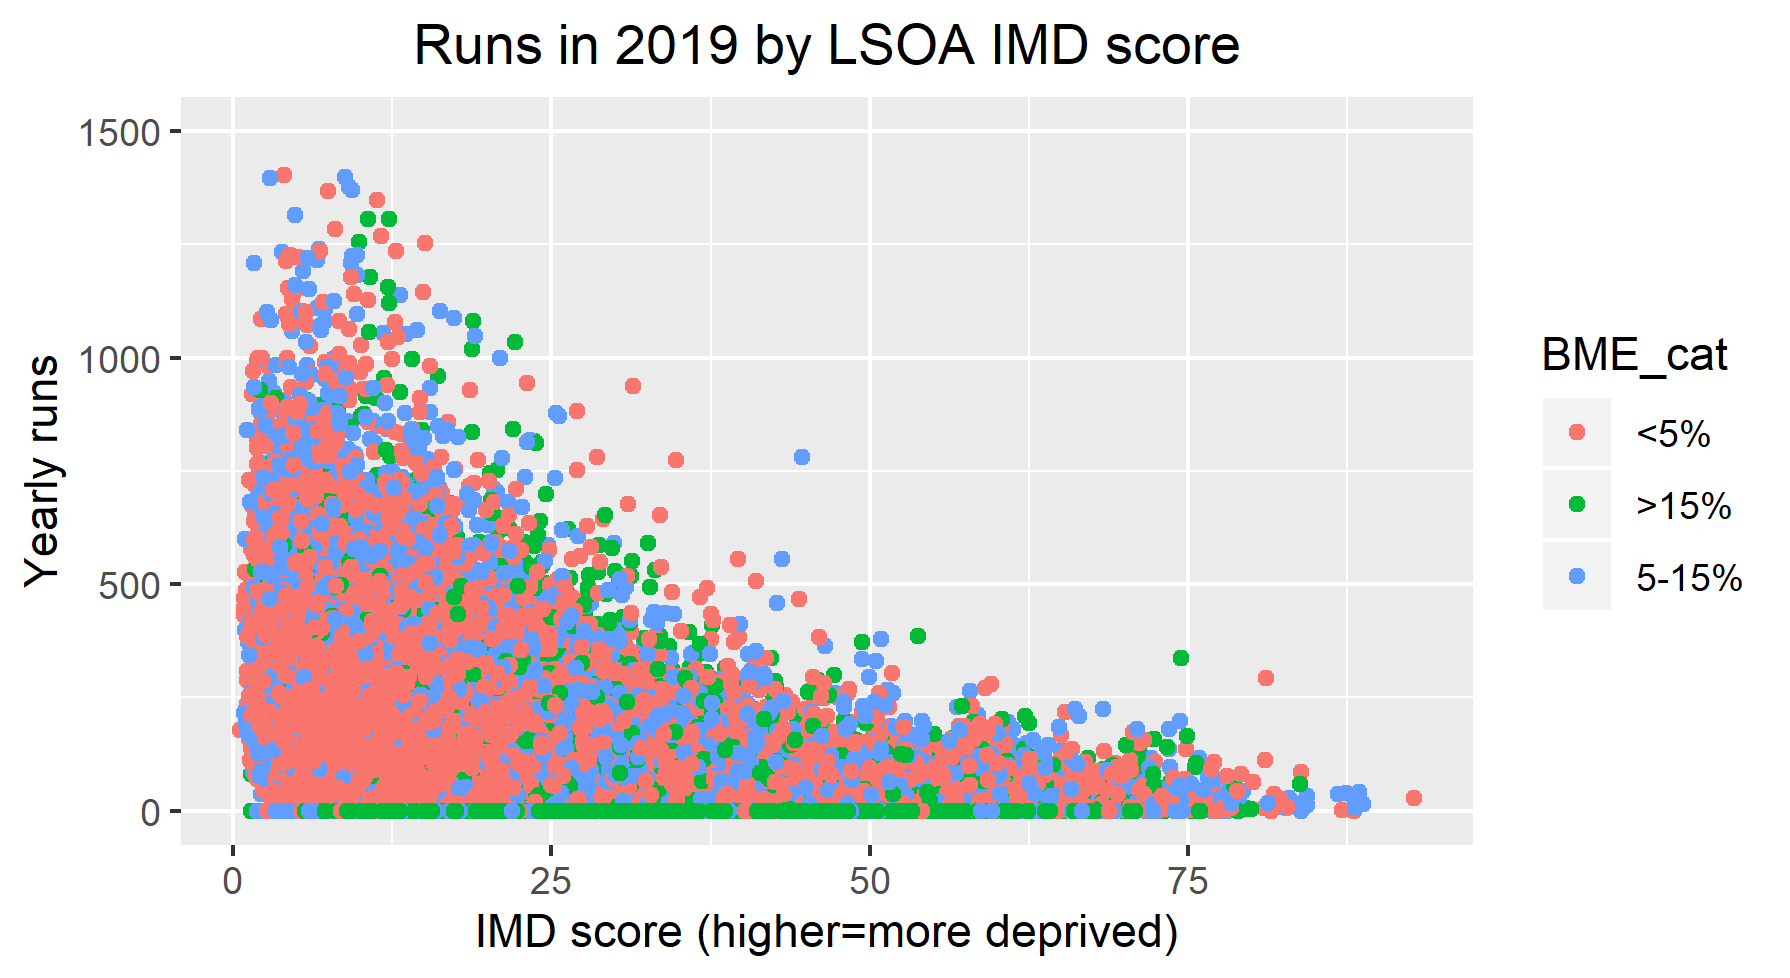 Runs in 2019 by LSOA IMD score
Yearly runs
1500
1000
500
0
0 25 50 75
IMD score (higher=more deprived)
BME_cat
<5%
>15%
5-15%